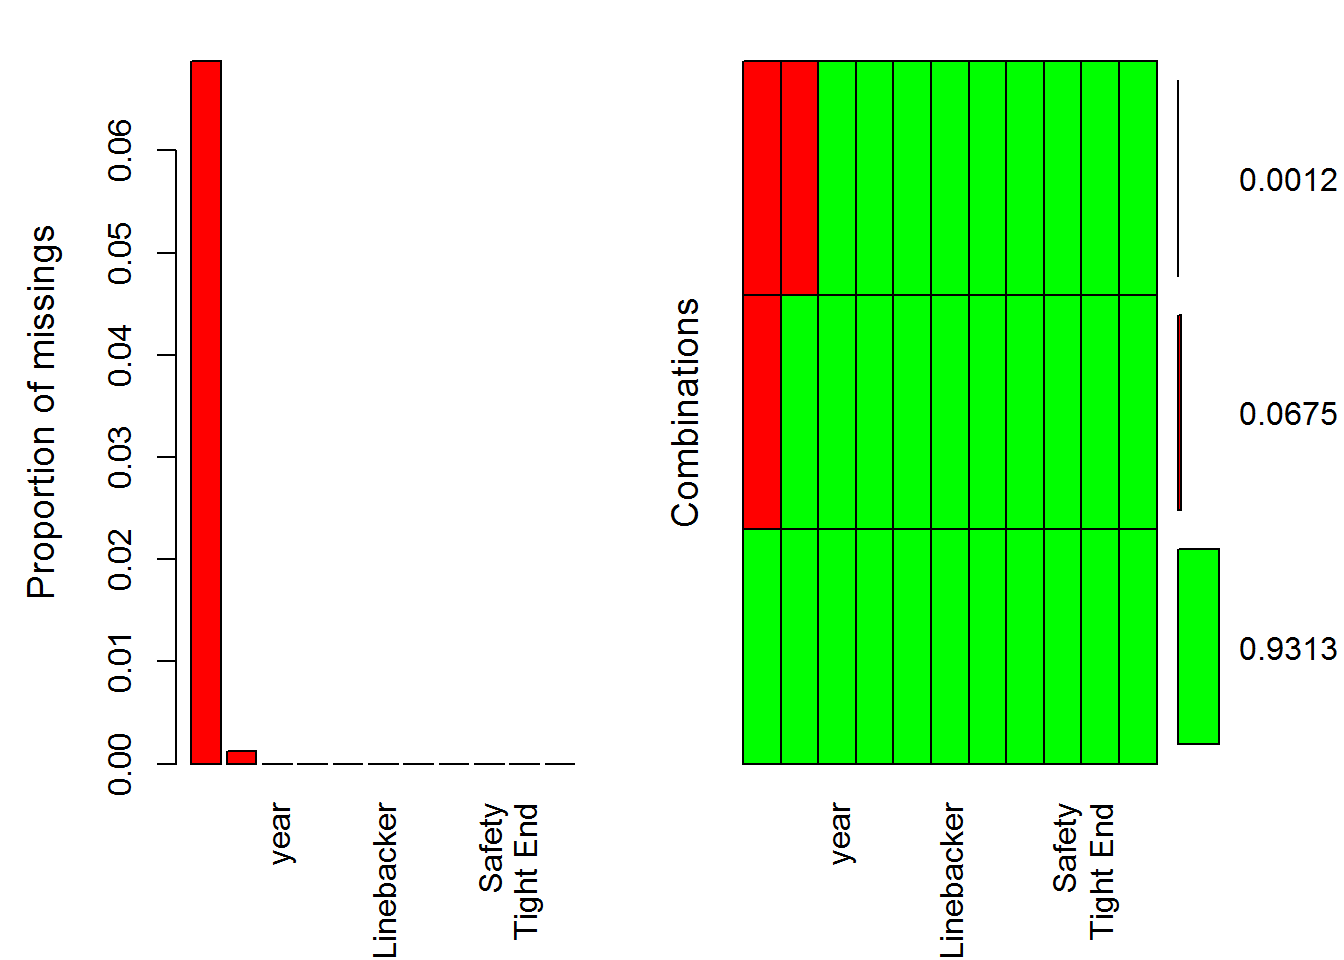 Proportion of missings
0.06
0.05
0.04
0.03
0.02
0.01
0.00
year
Linebacker
Safety
Tight End
Combinations
year
Linebacker
Safety
Tight End
0.0012
0.0675
0.9313